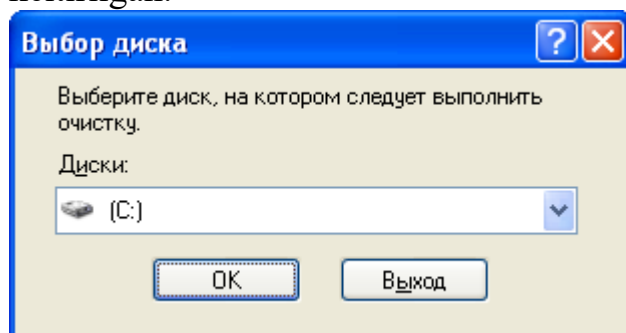 Выбор диска
Выберите диск, на котором следует выполнить
очистку.
Диски:
(C:)
OK
Выход